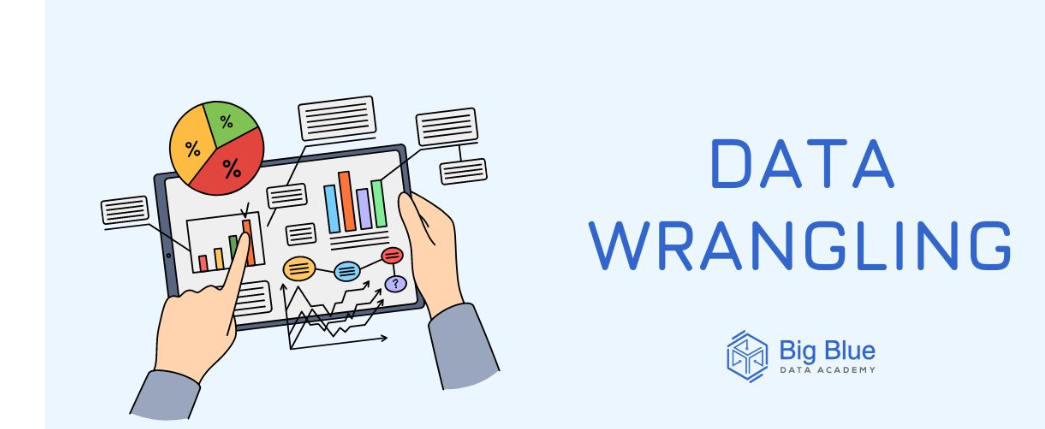 %
%
%
?
DATA
WRANGLING
Big Blue
DATA ACADEMY